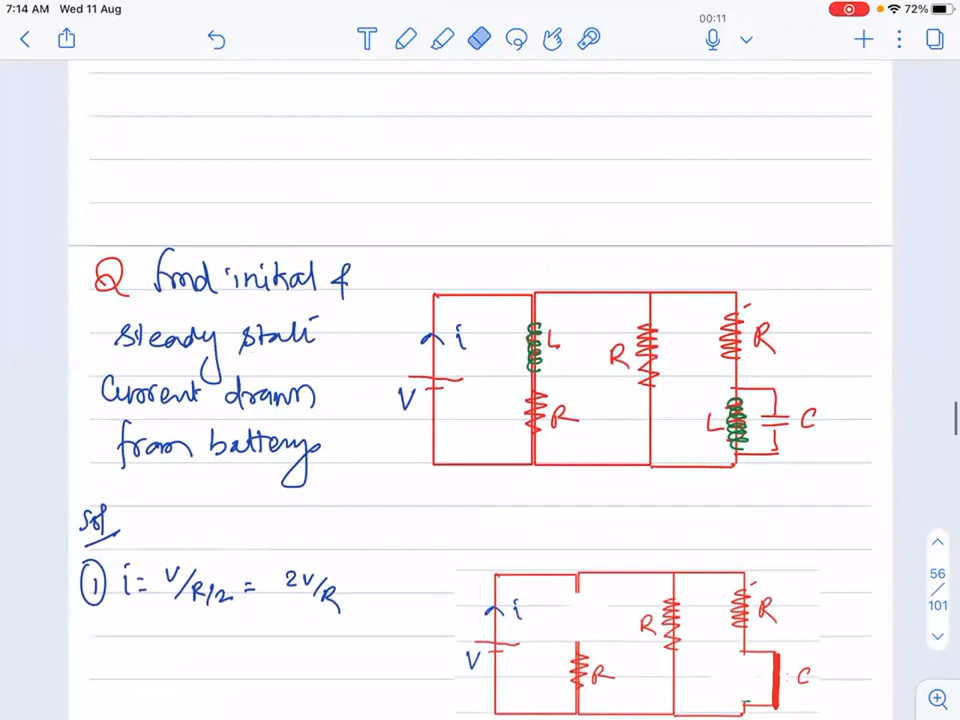 7:14 AM Wed 11 Aug
72%
00:11
T
Q find initial &
steady stati
Current drawn
from battery
i
V
L
R
R
R
L
C
Sol
① i = V/R/2 = 2V/R
i
V
R
R
R
C
56
/
101